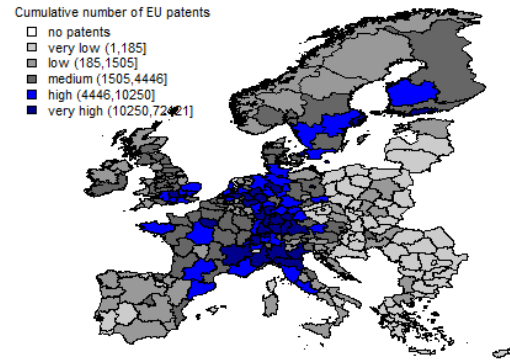 Cumulative number of EU patents
no patents
very low (1,185]
low (185,1505]
medium (1505,4446]
high (4446,10250]
very high (10250,72421]